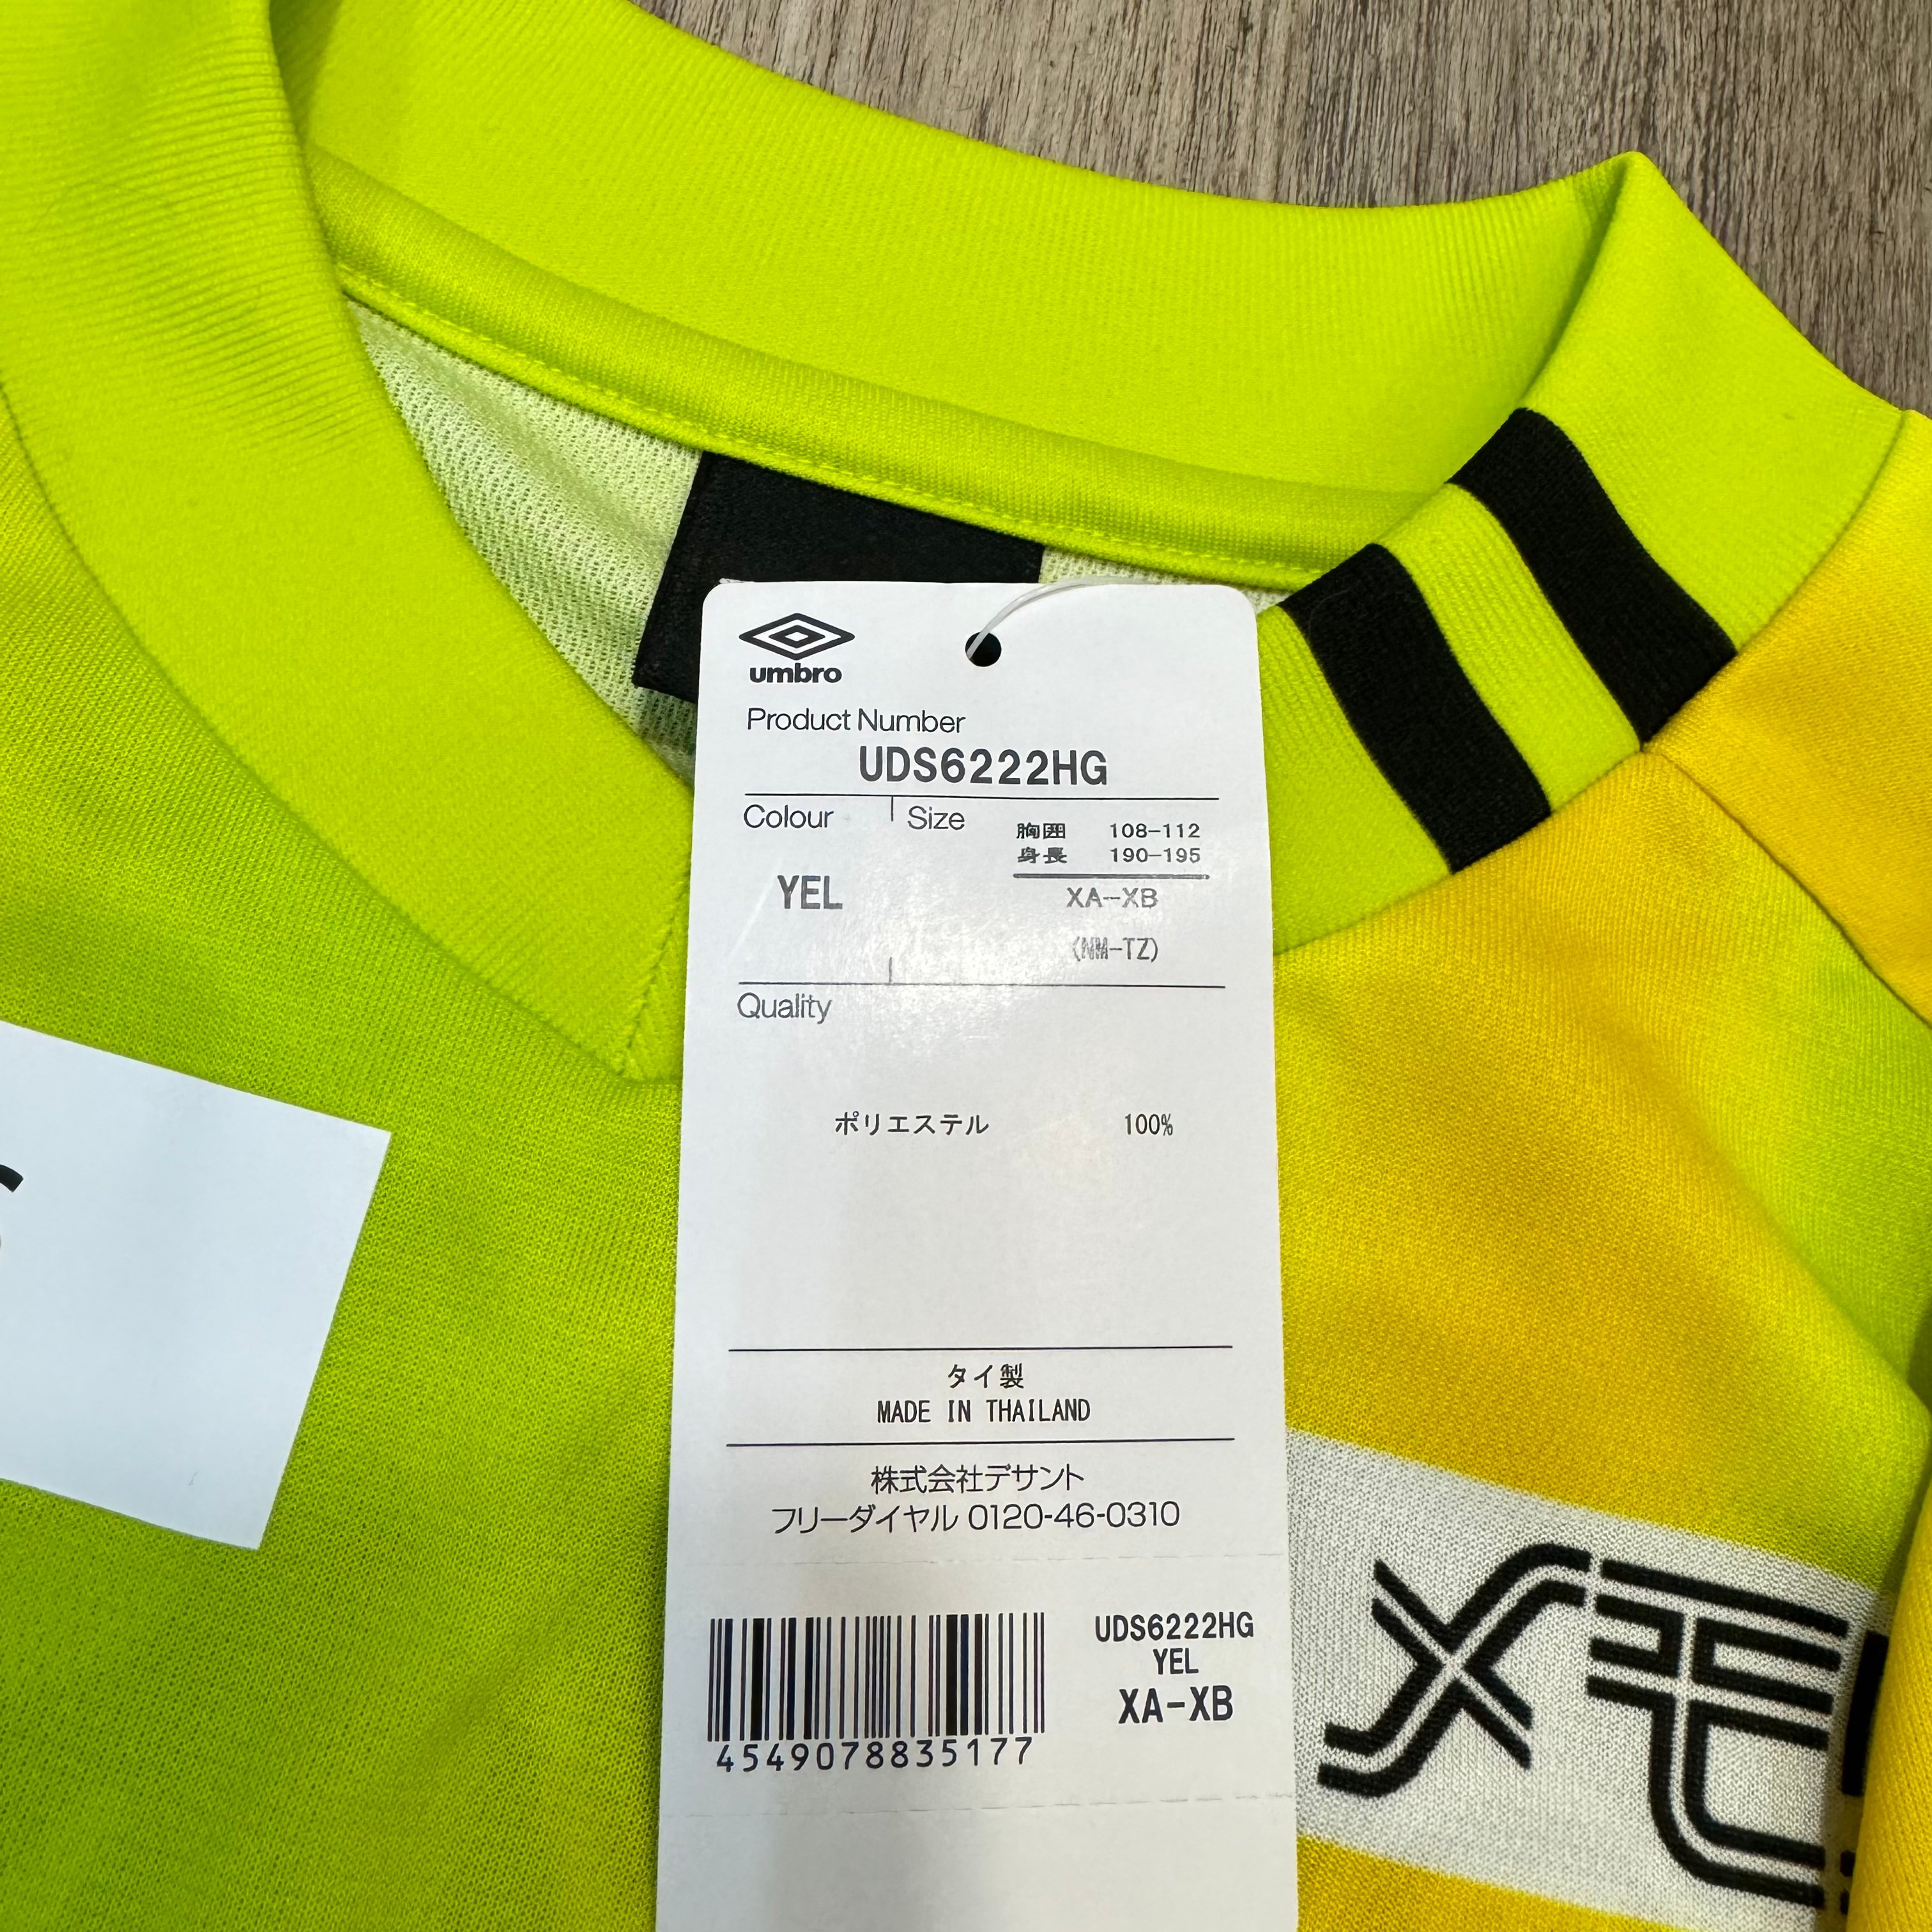 umbro
Product Number
UDS6222HG
Colour
Size
胸囲 108-112
身長 190-195
YEL
XA-XB
(NM-TZ)
Quality
ポリエステル 100%
タイ製
MADE IN THAILAND
株式会社デサント
フリーダイヤル 0120-46-0310
UDS6222HG
YEL
XA-XB
4549078835177
メモ